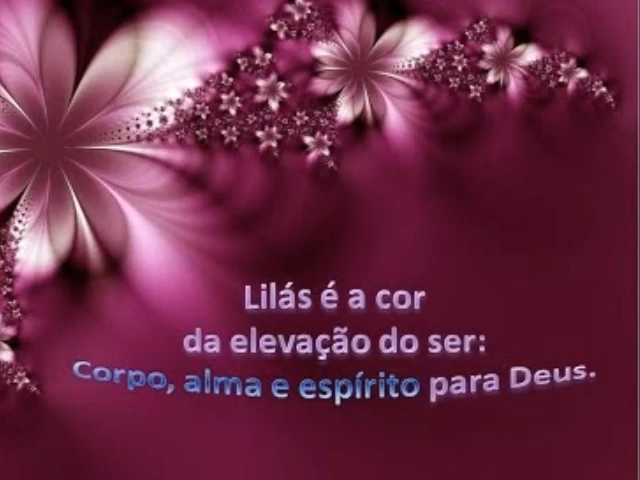 Lilás é a cor
da elevação do ser:
Corpo, alma e espírito para Deus.